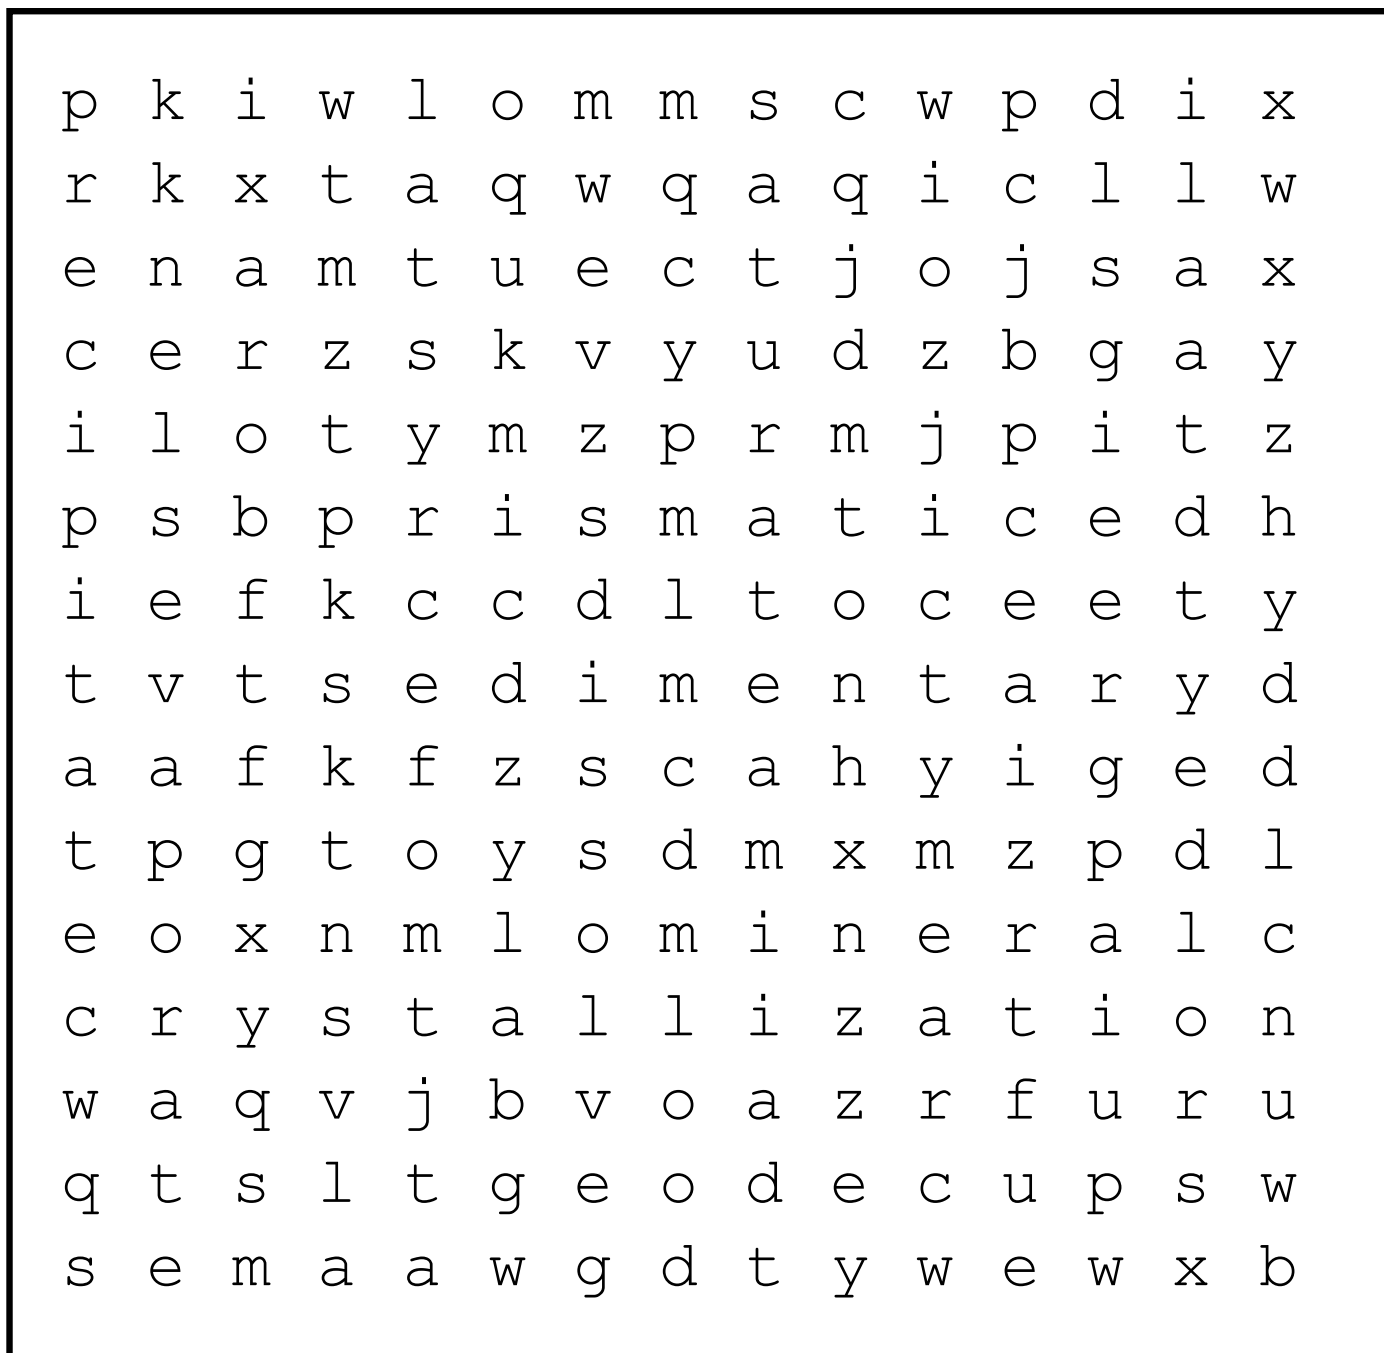 p k i w l o m m s c w p d i x
r k x t a q w q a q i c l l w
e n a m t u e c t j o j s a x
c e r z s k v y u d z b g a y
i l o t y m z p r m j p i t z
p s b p r i s m a t i c e d h
i e f k c c d l t o c e e t y
t v t s e d i m e n t a r y d
a a f k f z s c a h y i g e d
t p g t o y s d m x m z p d l
e o x n m l o m i n e r a l c
c r y s t a l l i z a t i o n
w a q v j b v o a z r f u r u
q t s l t g e o d e c u p s w
s e m a a w g d t y w e w x b